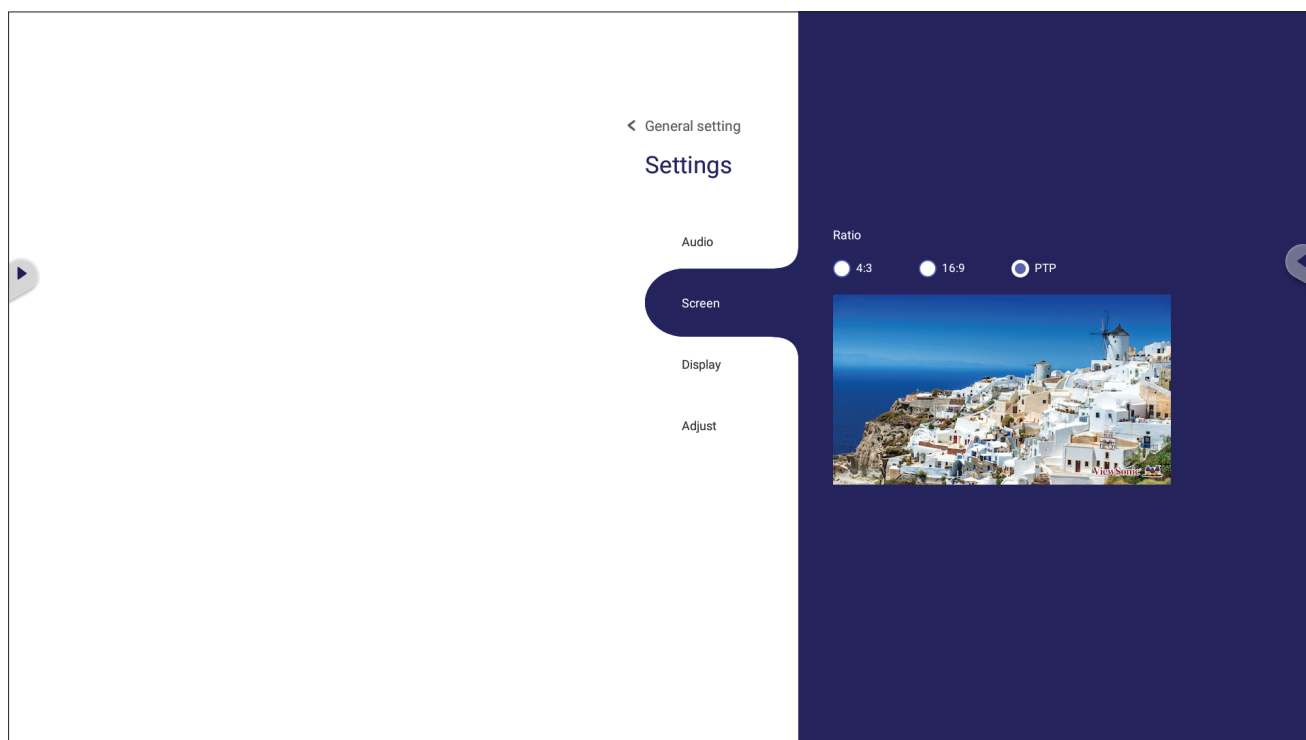 General setting
Settings
Audio
Screen
Display
Adjust
Ratio
4:3 16:9 PTP
ViewSonic